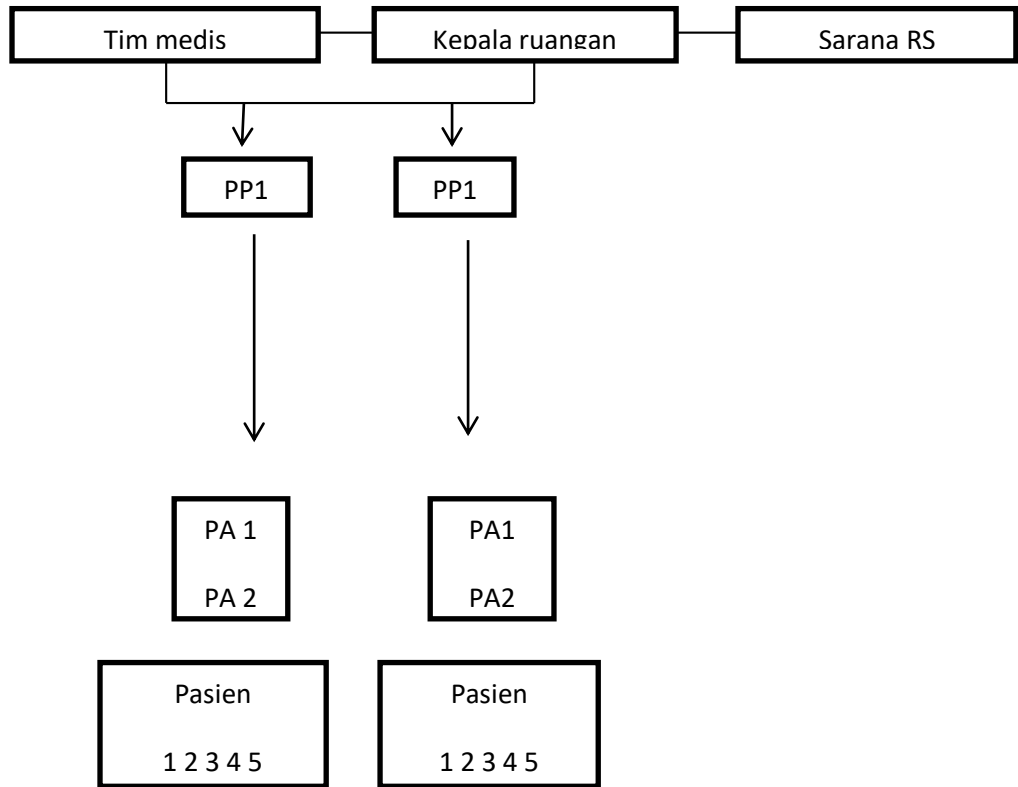 Tim medis
Kepala ruangan
Sarana RS
PP1
PP1
PA 1
PA 2
PA1
PA2
Pasien
1 2 3 4 5
Pasien
1 2 3 4 5